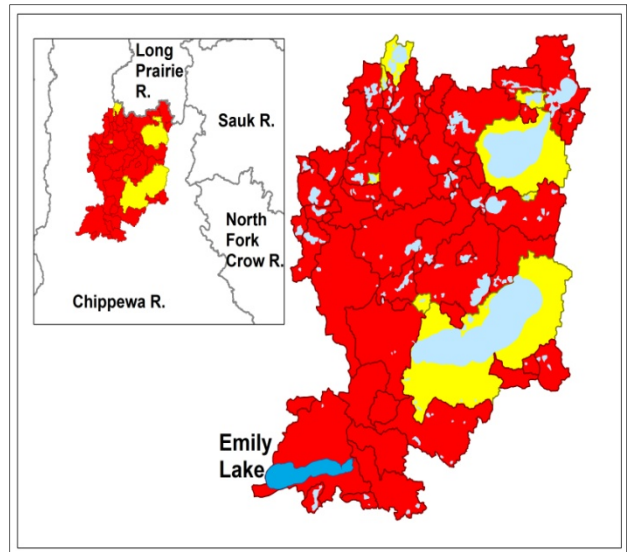 Long
Prairie
R.
Sauk R.
North
Fork
Crow R.
Chippewa R.
Emily
Lake